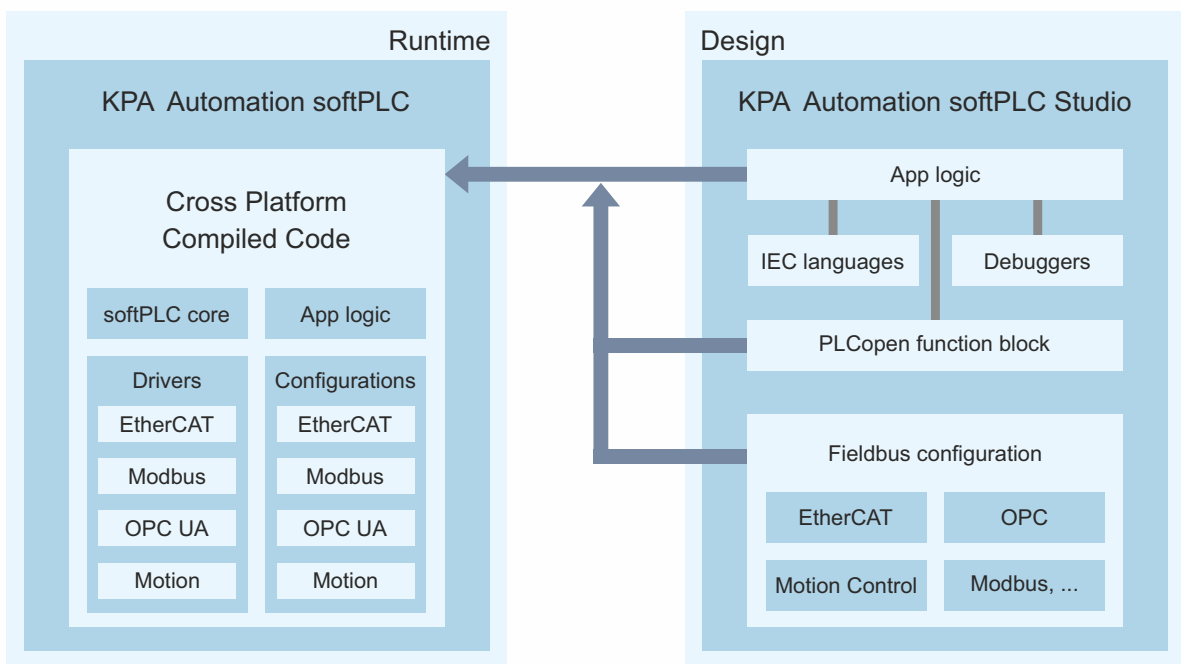 Runtime
KPA Automation softPLC
Cross Platform
Compiled Code
softPLC core
App logic
Drivers
EtherCAT
Modbus
OPC UA
Motion
Configurations
EtherCAT
Modbus
OPC UA
Motion
Design
KPA Automation softPLC Studio
App logic
IEC languages
Debuggers
PLCopen function block
Fieldbus configuration
EtherCAT
OPC
Motion Control
Modbus, ...